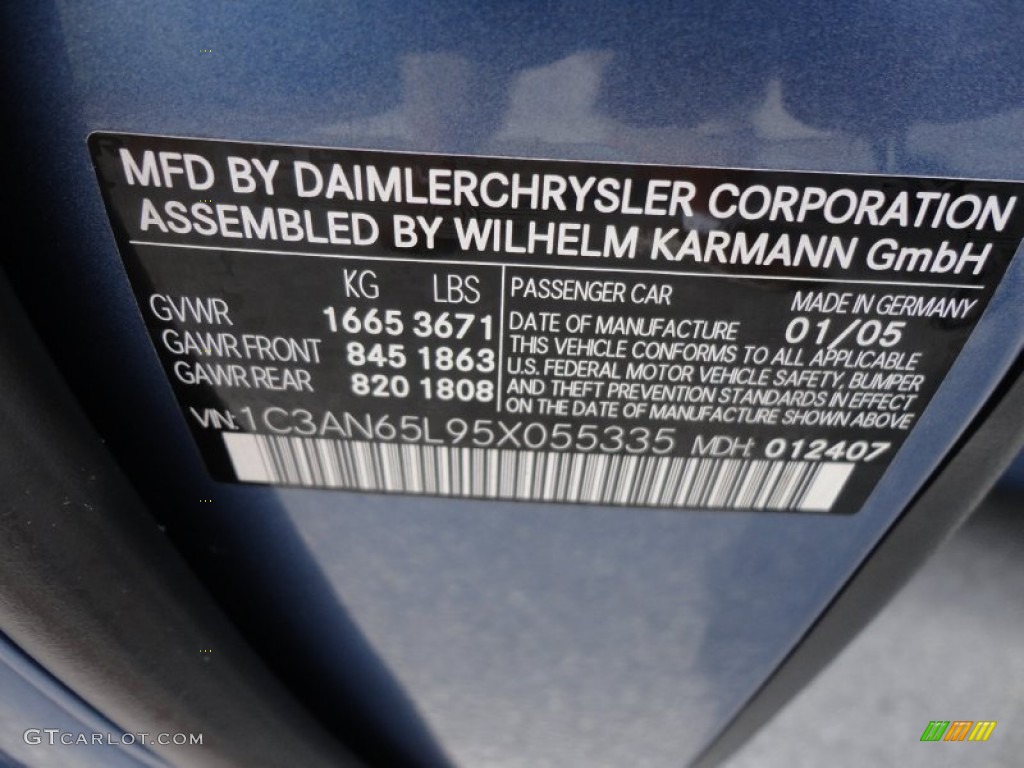 MFD BY DAIMLERCHRYSLER CORPORATION
ASSEMBLED BY WILHELM KARMANN GmbH
KG LBS
GVWR 1665 3671
GAWR FRONT 845 1863
GAWR REAR 820 1808
PASSENGER CAR MADE IN GERMANY
DATE OF MANUFACTURE 01/05
THIS VEHICLE CONFORMS TO ALL APPLICABLE
U.S. FEDERAL MOTOR VEHICLE SAFETY, BUMPER
AND THEFT PREVENTION STANDARDS IN EFFECT
ON THE DATE OF MANUFACTURE SHOWN ABOVE
VIN: 1C3AN65L95X055335 MDH: 012407
GTCARLOT.COM